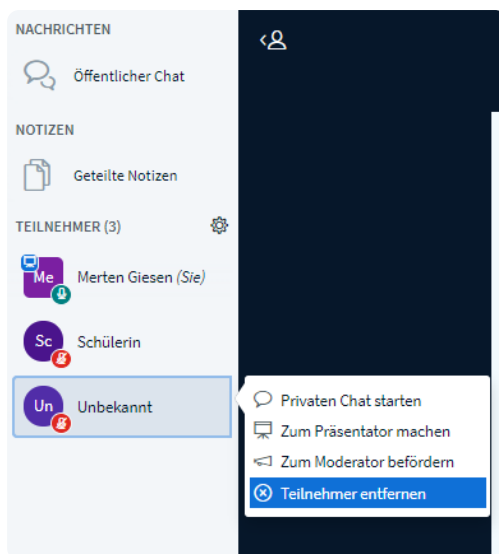 NACHRICHTEN
Öffentlicher Chat
NOTIZEN
Geteilte Notizen
TEILNEHMER (3)
Me
Merten Giesen (Sie)
Sc
Schülerin
Un
Unbekannt
Privaten Chat starten
Zum Präsentator machen
Zum Moderator befördern
Teilnehmer entfernen